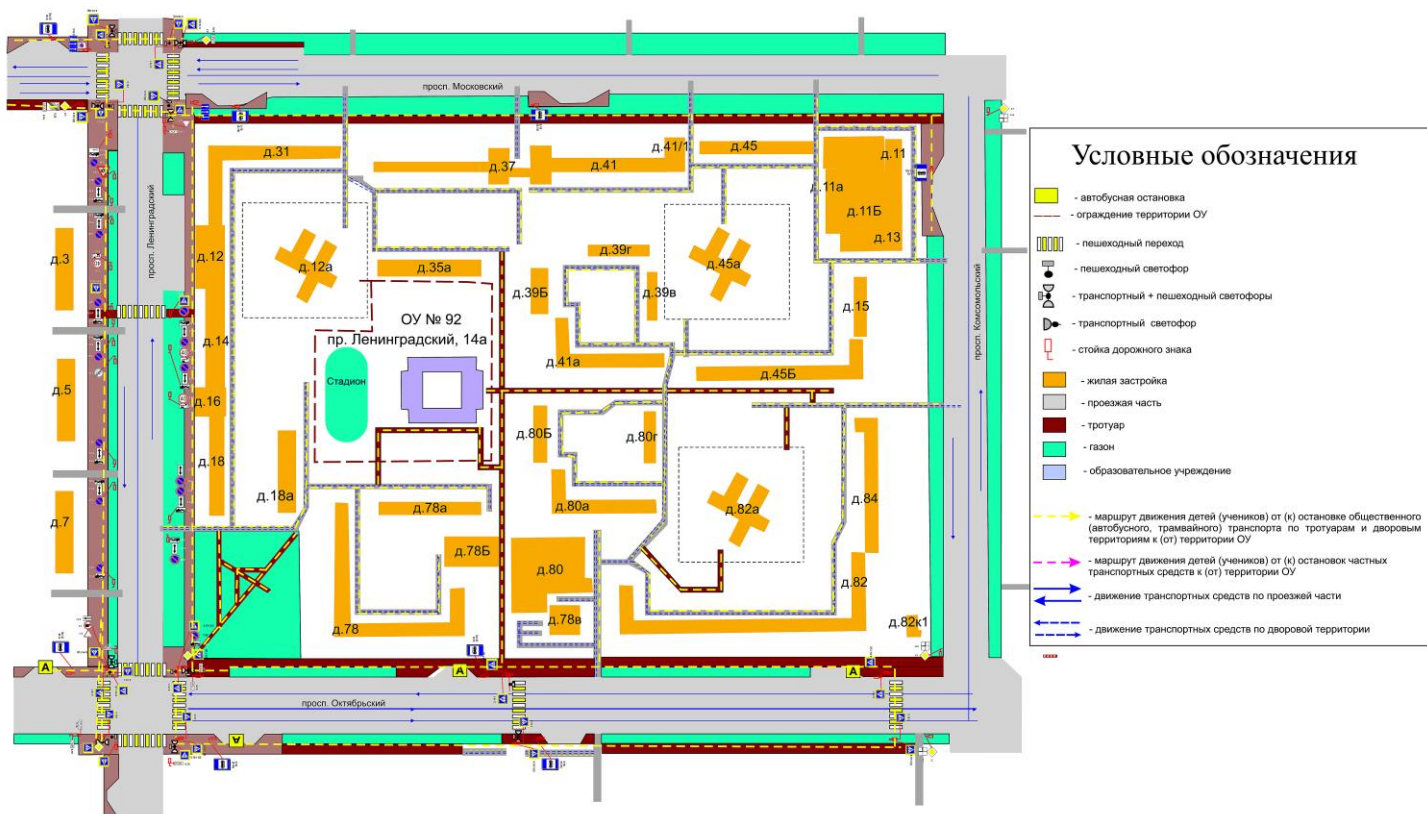 просп. Московский
д.31
д.37
д.41
д.41/1
д.45
д.11
д.11а
д.11Б
д.13
просп. Ленинградский
д.3
д.12
д.12а
д.35а
д.39г
д.45а
д.39Б
д.39в
д.15
ОУ № 92
пр. Ленинградский, 14а
д.14
просп. Комсомольский
д.41а
д.45Б
Стадион
д.5
д.16
д.80Б
д.80г
д.18
д.18а
д.78а
д.80а
д.82а
д.84
д.7
д.78Б
д.80
д.82
д.78
д.78в
д.82к1
А
А
А
просп. Октябрьский
А
Условные обозначения
- автобусная остановка
- ограждение территории ОУ
- пешеходный переход
- пешеходный светофор
- транспортный + пешеходный светофоры
- транспортный светофор
- стойка дорожного знака
- жилая застройка
- проезжая часть
- тротуар
- газон
- образовательное учреждение
- маршрут движения детей (учеников) от (к) остановке общественного
(автобусного, трамвайного) транспорта по тротуарам и дворовым
территориям к (от) территории ОУ
- маршрут движения детей (учеников) от (к) остановок частных
транспортных средств к (от) территории ОУ
- движение транспортных средств по проезжей части
- движение транспортных средств по дворовой территории